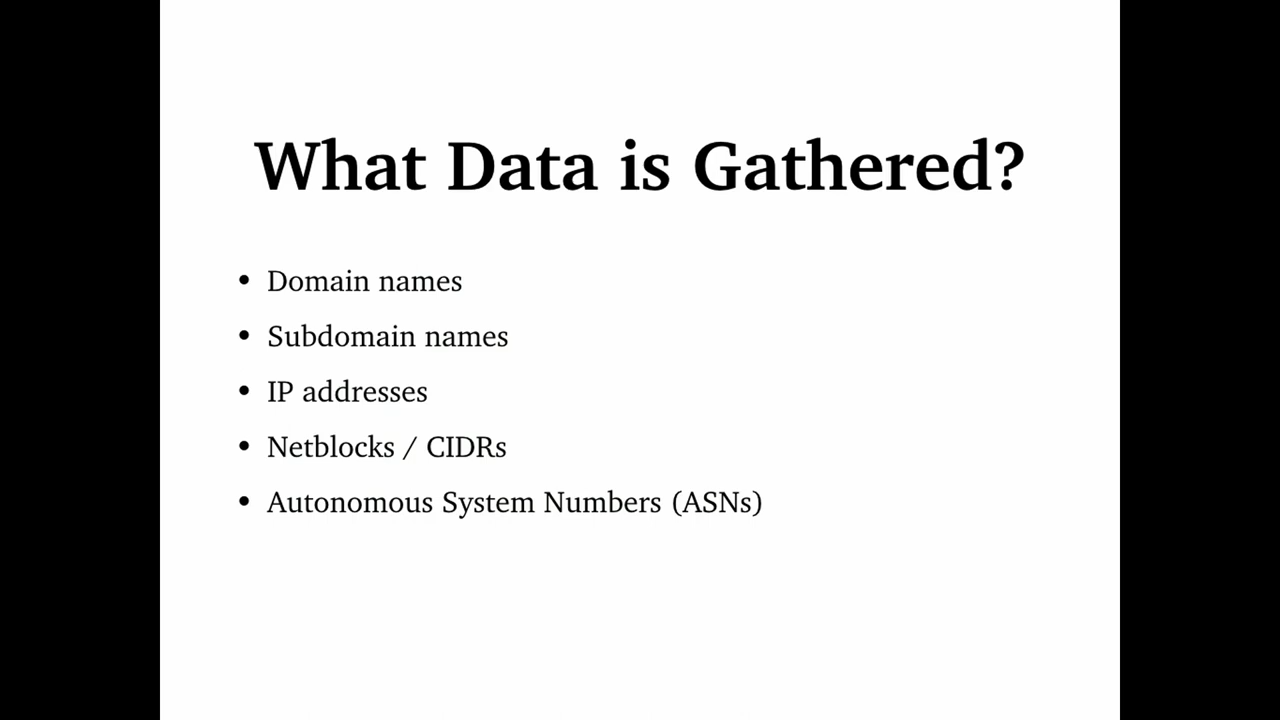 What Data is Gathered?
• Domain names
• Subdomain names
• IP addresses
• Netblocks / CIDRs
• Autonomous System Numbers (ASNs)